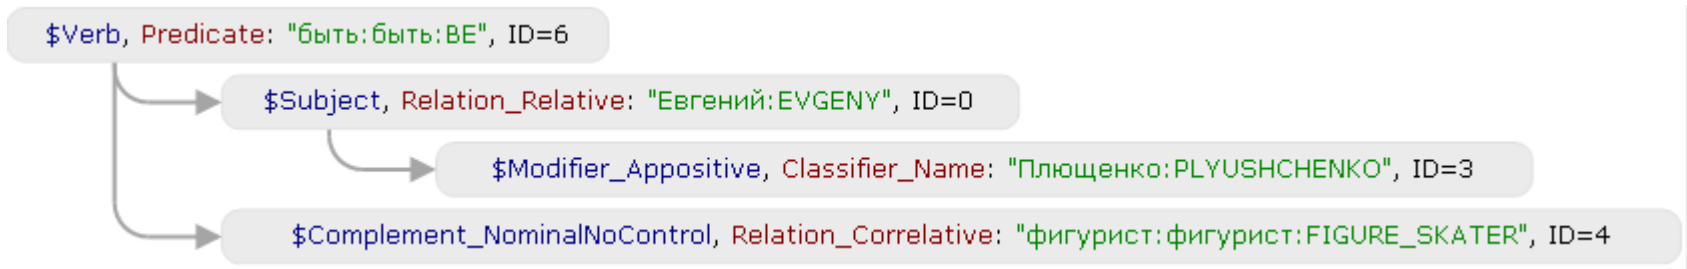 $Verb, Predicate: "быть:быть:BE", ID=6
$Subject, Relation_Relative: "Евгений:EVGENY", ID=0
$Modifier_Appositive, Classifier_Name: "Плющенко:PLYUSHCHENKO", ID=3
$Complement_NominalNoControl, Relation_Correlative: "фигурист:фигурист:FIGURE_SKATER", ID=4